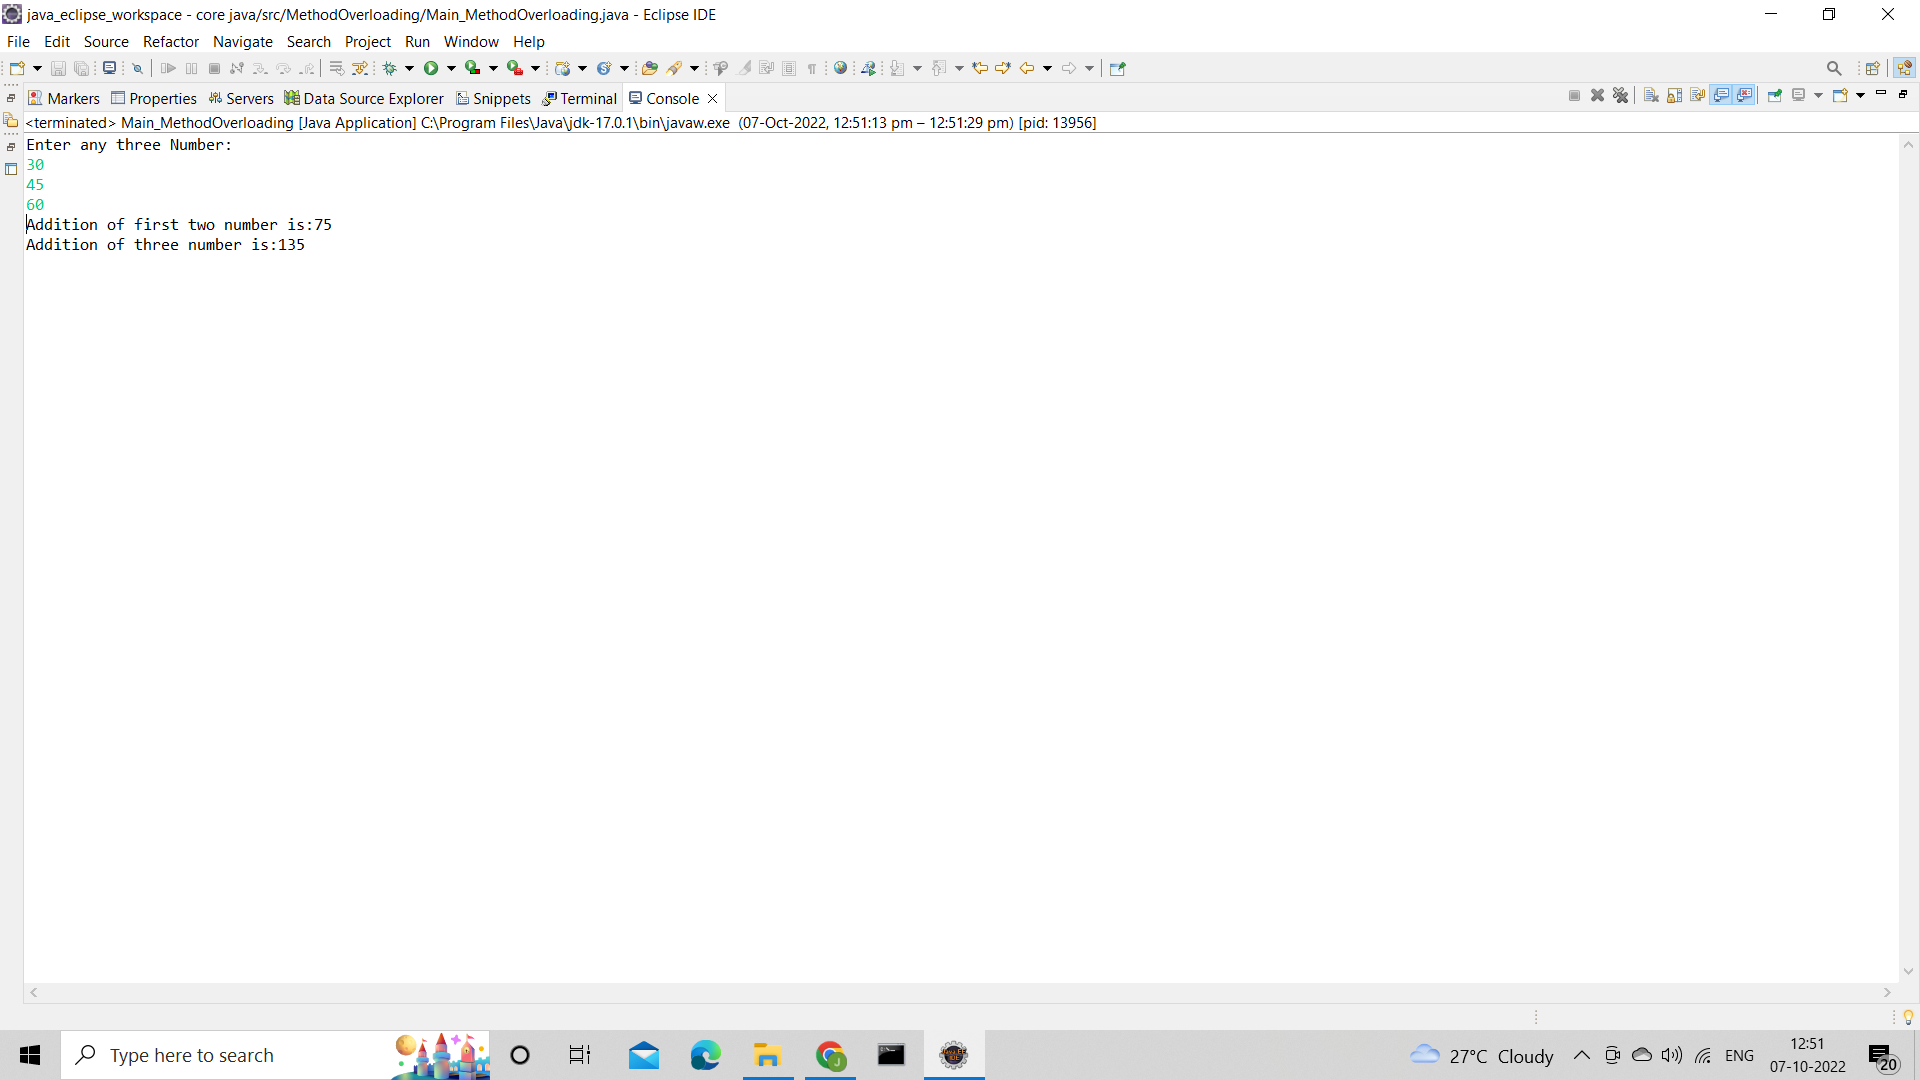 java_eclipse_workspace - core java/src/MethodOverloading/Main_MethodOverloading.java - Eclipse IDE
File Edit Source Refactor Navigate Search Project Run Window Help
Markers Properties Servers Data Source Explorer Snippets Terminal Console
<terminated> Main_MethodOverloading [Java Application] C:\Program Files\Java\jdk-17.0.1\bin\javaw.exe (07-Oct-2022, 12:51:13 pm – 12:51:29 pm) [pid: 13956]
Enter any three Number:
30
45
60
Addition of first two number is:75
Addition of three number is:135
Type here to search
27°C Cloudy
ENG
12:51
07-10-2022
20